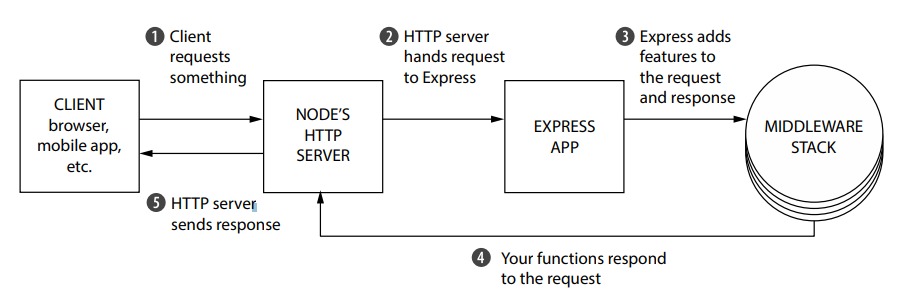 1 Client
requests
something
2 HTTP server
hands request
to Express
3 Express adds
features to
the request
and response
CLIENT
browser,
mobile app,
etc.
NODE'S
HTTP
SERVER
EXPRESS
APP
MIDDLEWARE
STACK
5 HTTP server
sends response
4 Your functions respond
to the request